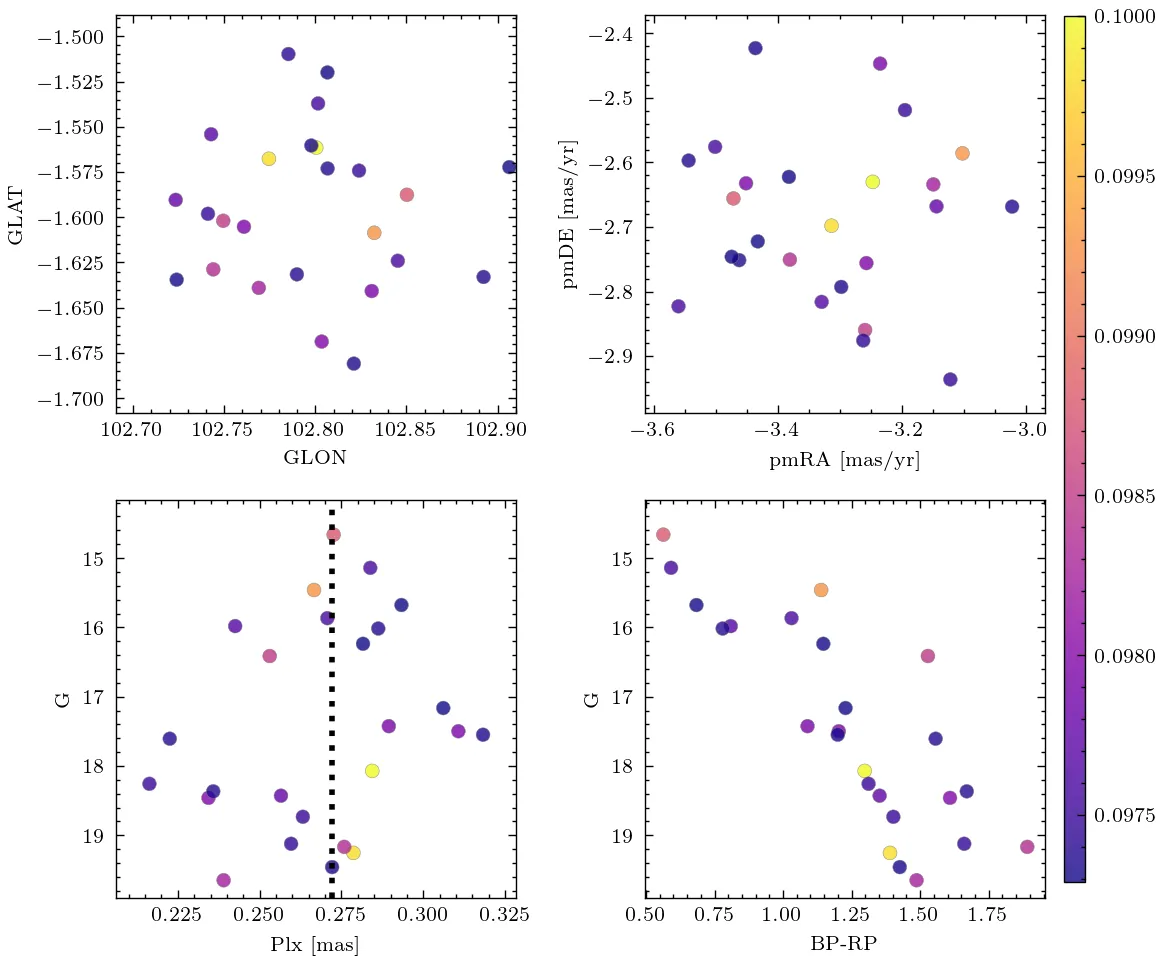 −1.500
−1.525
−1.550
−1.575
−1.600
−1.625
−1.650
−1.675
−1.700
GLAT
102.70 102.75 102.80 102.85 102.90
GLON
−2.4
−2.5
−2.6
−2.7
−2.8
−2.9
pmDE [mas/yr]
−3.6 −3.4 −3.2 −3.0
pmRA [mas/yr]
0.1000
0.0995
0.0990
0.0985
0.0980
0.0975
15
16
17
18
19
G
0.225 0.250 0.275 0.300 0.325
Plx [mas]
15
16
17
18
19
G
0.50 0.75 1.00 1.25 1.50 1.75
BP-RP